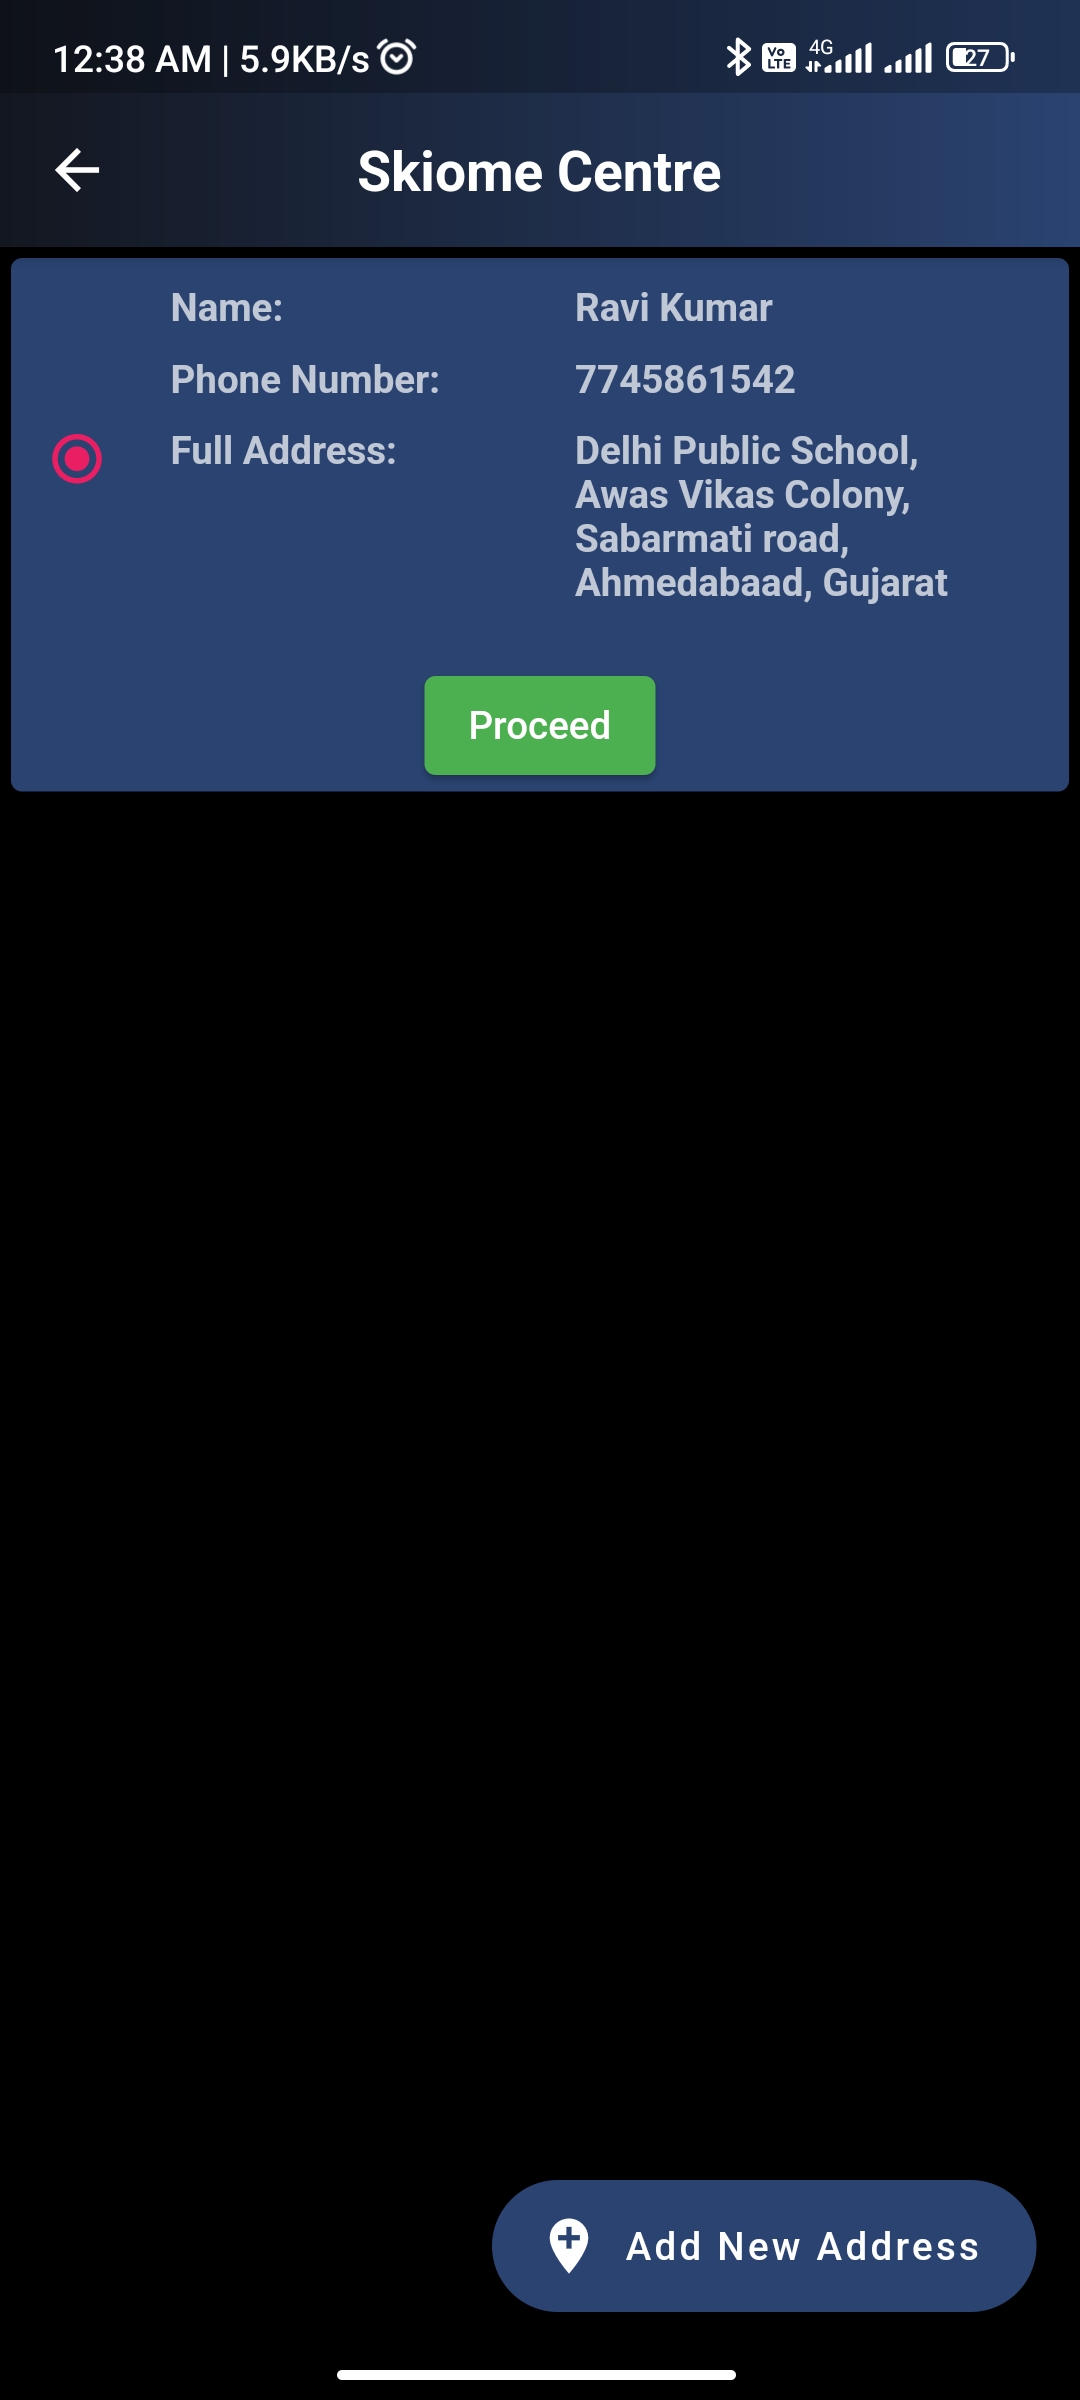 12:38 AM | 5.9KB/s
Vo LTE 4G 27
Skiome Centre
Name: Ravi Kumar
Phone Number: 7745861542
Full Address: Delhi Public School,
Awas Vikas Colony,
Sabarmati road,
Ahmedabaad, Gujarat
Proceed
Add New Address